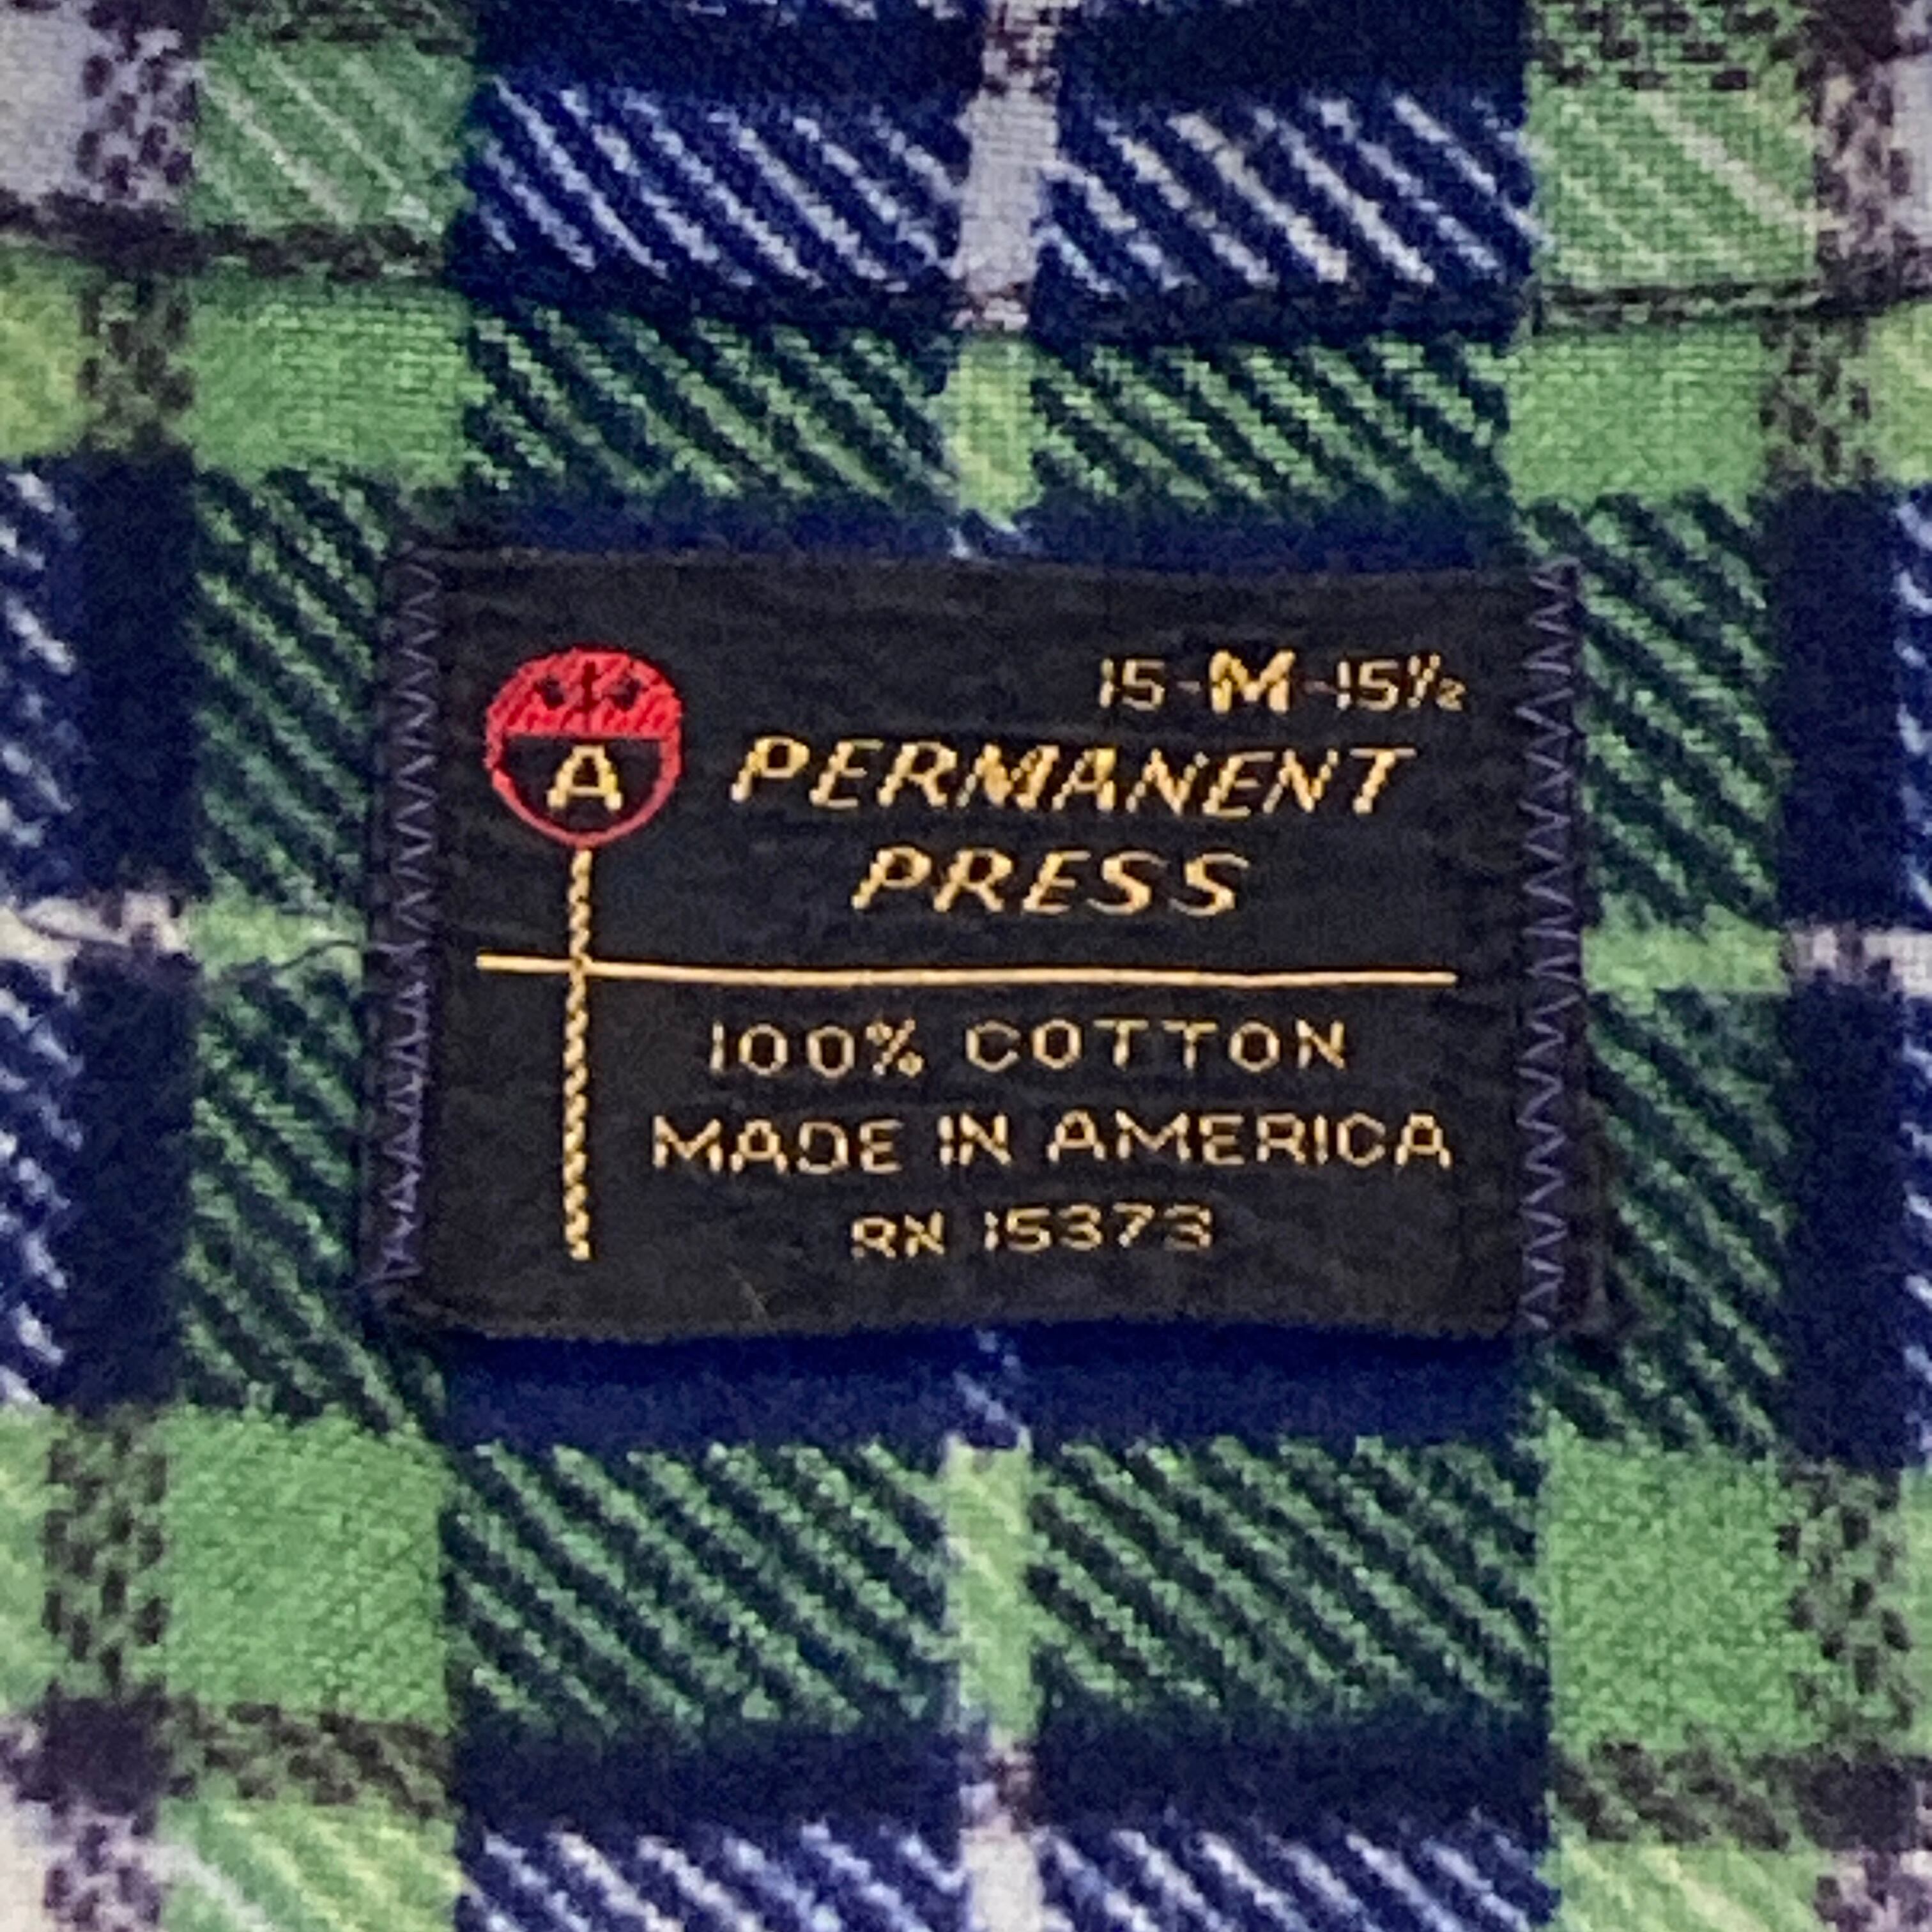 15-M-15½
A
PERMANENT
PRESS
100% COTTON
MADE IN AMERICA
RN 15373